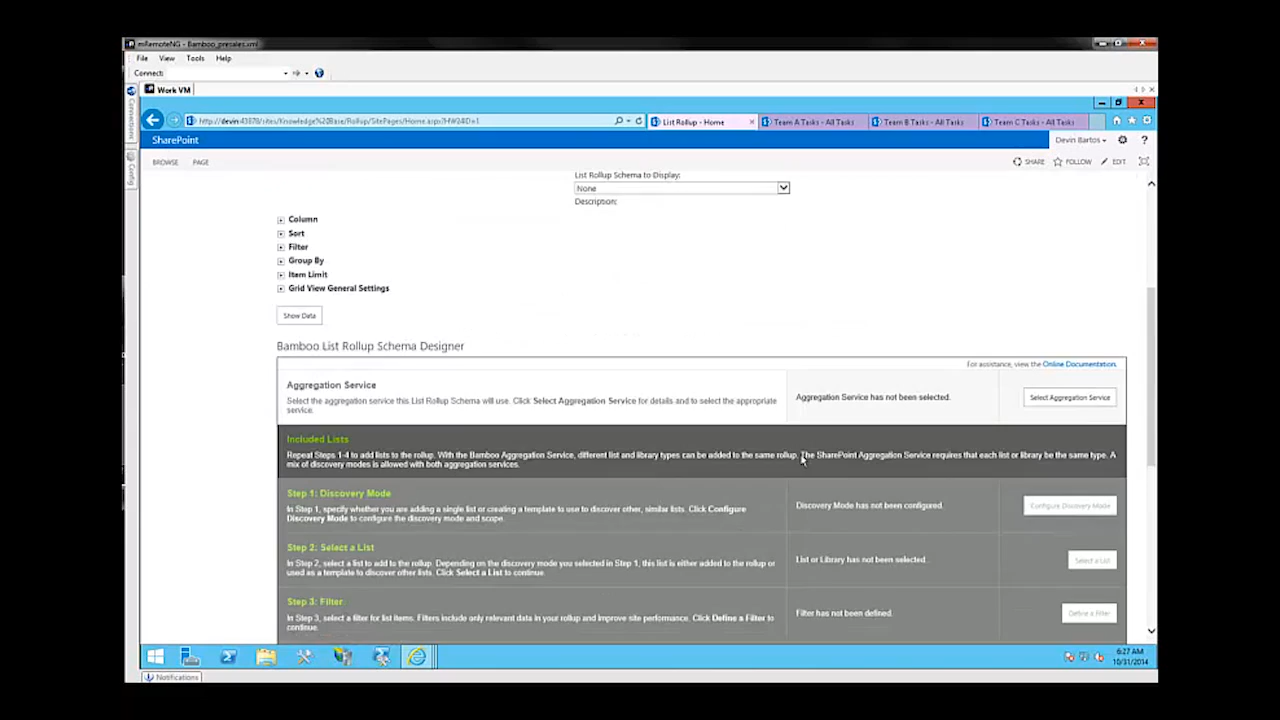 mRemoteNG - Bamboo_presales.xml
File View Tools Help
Connect:
Work VM
Connections
Config
List Rollup - Home
Team A Tasks - All Tasks
Team B Tasks - All Tasks
Team C Tasks - All Tasks
SharePoint
Devin Bartos
BROWSE PAGE
SHARE FOLLOW EDIT
List Rollup Schema to Display:
None
Description:
Column
Sort
Filter
Group By
Item Limit
Grid View General Settings
Show Data
Bamboo List Rollup Schema Designer
For assistance, view the Online Documentation.
Aggregation Service
Select the aggregation service this List Rollup Schema will use. Click Select Aggregation Service for details and to select the appropriate
service.
Aggregation Service has not been selected.
Select Aggregation Service
Included Lists
Repeat Steps 1-4 to add lists to the rollup. With the Bamboo Aggregation Service, different list and library types can be added to the same rollup. The SharePoint Aggregation Service requires that each list or library be the same type. A
mix of discovery modes is allowed with both aggregation services.
Step 1: Discovery Mode
In Step 1, specify whether you are adding a single list or creating a template to use to discover other, similar lists. Click Configure
Discovery Mode to configure the discovery mode and scope.
Discovery Mode has not been configured.
Configure Discovery Mode
Step 2: Select a List
In Step 2, select a list to add to the rollup. Depending on the discovery mode you selected in Step 1, this list is either added to the rollup or
used as a template to discover other lists. Click Select a List to continue.
List or Library has not been selected.
Select a List
Step 3: Filter
In Step 3, select a filter for list items. Filters include only relevant data in your rollup and improve site performance. Click Define a Filter to
continue.
Filter has not been defined.
Define a Filter
6:27 AM
10/31/2014
Notifications